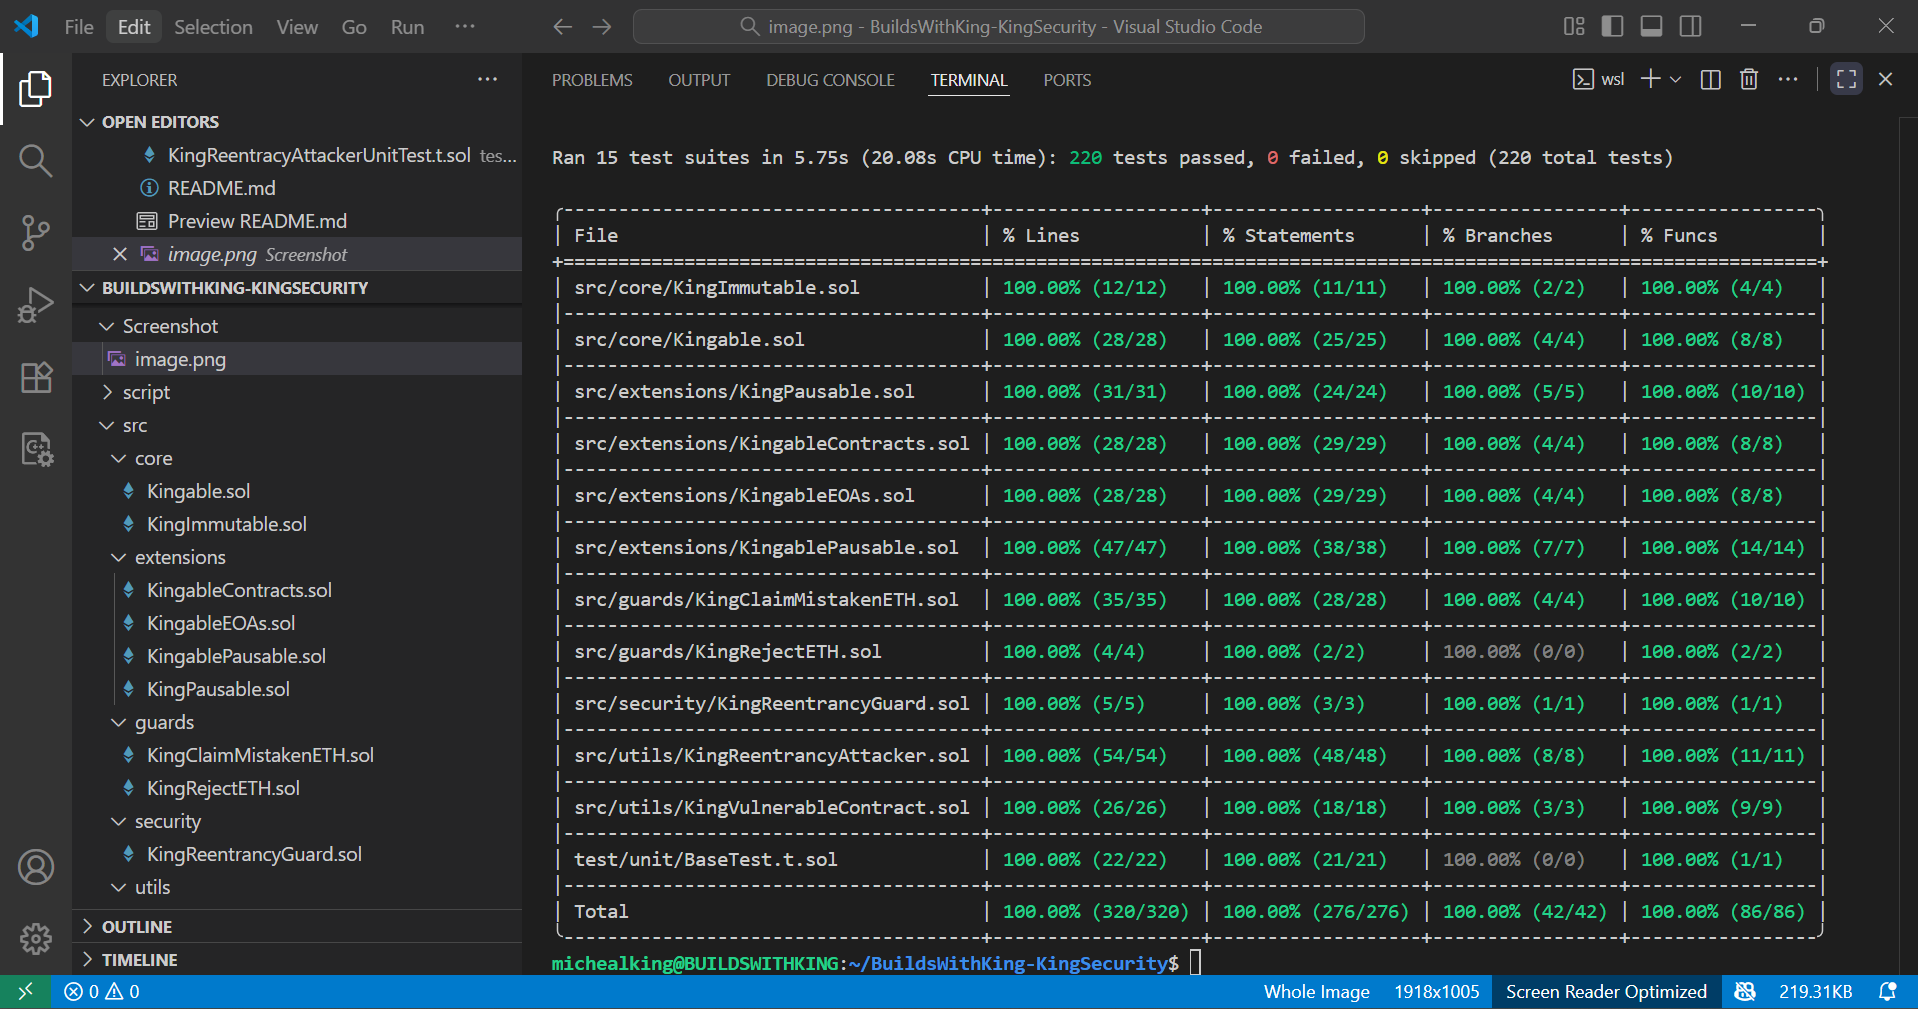 File Edit Selection View Go Run ···
image.png - BuildsWithKing-KingSecurity - Visual Studio Code
EXPLORER ···
OPEN EDITORS
KingReentracyAttackerUnitTest.t.sol tes...
README.md
Preview README.md
image.png Screenshot
BUILDSWITHKING-KINGSECURITY
Screenshot
image.png
script
src
core
Kingable.sol
KingImmutable.sol
extensions
KingableContracts.sol
KingableEOAs.sol
KingablePausable.sol
KingPausable.sol
guards
KingClaimMistakenETH.sol
KingRejectETH.sol
security
KingReentrancyGuard.sol
utils
OUTLINE
TIMELINE
PROBLEMS OUTPUT DEBUG CONSOLE TERMINAL PORTS
wsl
Ran 15 test suites in 5.75s (20.08s CPU time): 220 tests passed, 0 failed, 0 skipped (220 total tests)
| File | % Lines | % Statements | % Branches | % Funcs |
| src/core/KingImmutable.sol | 100.00% (12/12) | 100.00% (11/11) | 100.00% (2/2) | 100.00% (4/4) |
| src/core/Kingable.sol | 100.00% (28/28) | 100.00% (25/25) | 100.00% (4/4) | 100.00% (8/8) |
| src/extensions/KingPausable.sol | 100.00% (31/31) | 100.00% (24/24) | 100.00% (5/5) | 100.00% (10/10) |
| src/extensions/KingableContracts.sol | 100.00% (28/28) | 100.00% (29/29) | 100.00% (4/4) | 100.00% (8/8) |
| src/extensions/KingableEOAs.sol | 100.00% (28/28) | 100.00% (29/29) | 100.00% (4/4) | 100.00% (8/8) |
| src/extensions/KingablePausable.sol | 100.00% (47/47) | 100.00% (38/38) | 100.00% (7/7) | 100.00% (14/14) |
| src/guards/KingClaimMistakenETH.sol | 100.00% (35/35) | 100.00% (28/28) | 100.00% (4/4) | 100.00% (10/10) |
| src/guards/KingRejectETH.sol | 100.00% (4/4) | 100.00% (2/2) | 100.00% (0/0) | 100.00% (2/2) |
| src/security/KingReentrancyGuard.sol | 100.00% (5/5) | 100.00% (3/3) | 100.00% (1/1) | 100.00% (1/1) |
| src/utils/KingReentrancyAttacker.sol | 100.00% (54/54) | 100.00% (48/48) | 100.00% (8/8) | 100.00% (11/11) |
| src/utils/KingVulnerableContract.sol | 100.00% (26/26) | 100.00% (18/18) | 100.00% (3/3) | 100.00% (9/9) |
| test/unit/BaseTest.t.sol | 100.00% (22/22) | 100.00% (21/21) | 100.00% (0/0) | 100.00% (1/1) |
| Total | 100.00% (320/320) | 100.00% (276/276) | 100.00% (42/42) | 100.00% (86/86) |
michealking@BUILDSWITHKING:~/BuildsWithKing-KingSecurity$
0 0 Whole Image 1918x1005 Screen Reader Optimized 219.31KB